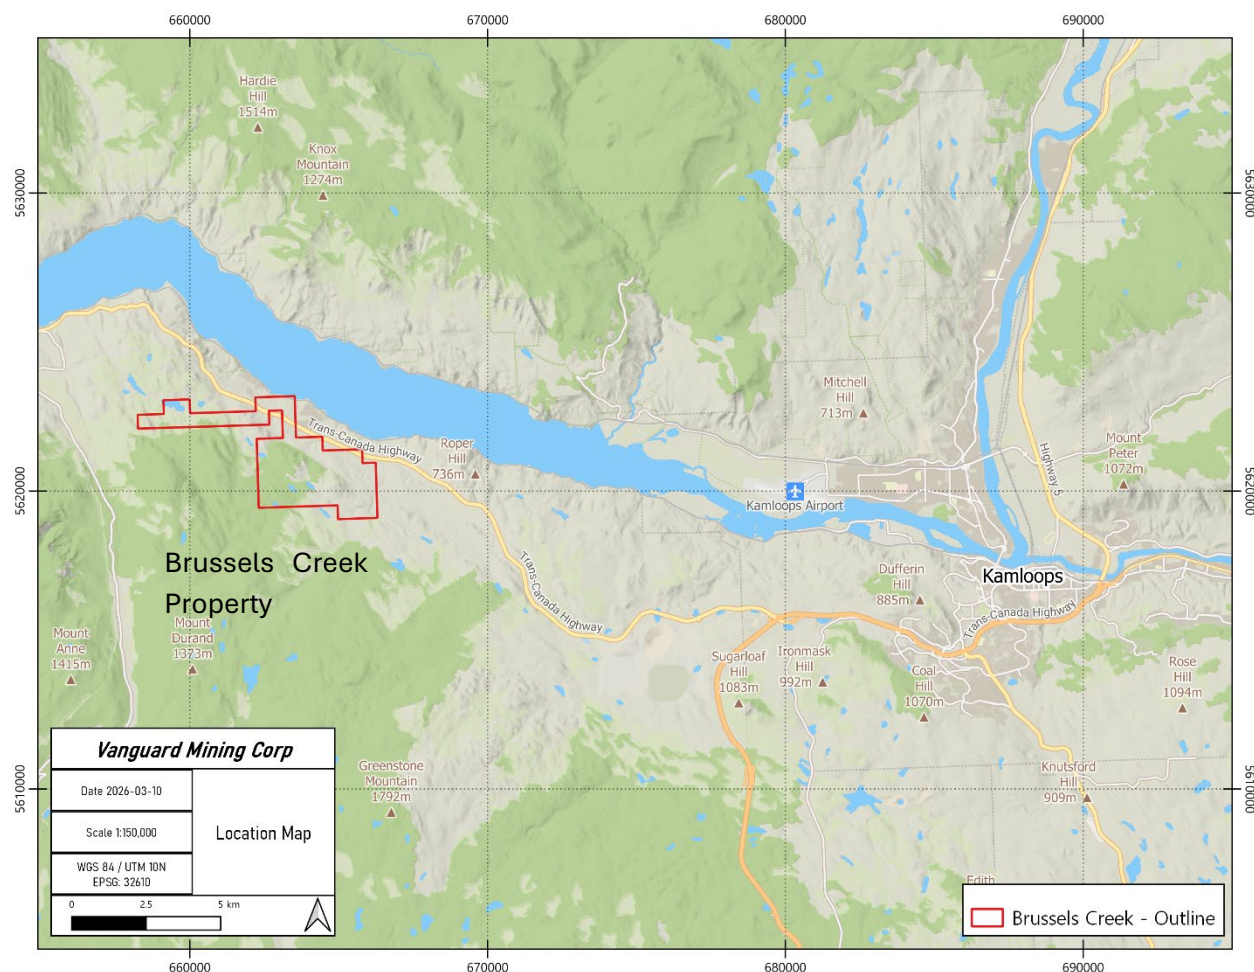 660000
670000
680000
690000
5630000
5630000
Hardie
Hill
1514m
Knox
Mountain
1274m
Mitchell
Hill
713m
Trans-Canada Highway
Roper
Hill
736m
Highway 5
Mount
Peter
1072m
5620000
5620000
Kamloops Airport
Brussels Creek
Property
Trans-Canada Highway
Dufferin
Hill
885m
Kamloops
Trans-Canada Highway
Mount
Anne
1415m
Mount
Durand
1373m
Sugarloaf
Hill
1083m
Ironmask
Hill
992m
Coal
Hill
1070m
Rose
Hill
1094m
Greenstone
Mountain
1792m
Knutsford
Hill
909m
5610000
5610000
Edith
Vanguard Mining Corp
Date 2026-03-10
Scale 1:150,000
WGS 84 / UTM 10N
EPSG: 32610
Location Map
0 2.5 5 km
Brussels Creek - Outline
660000
670000
680000
690000